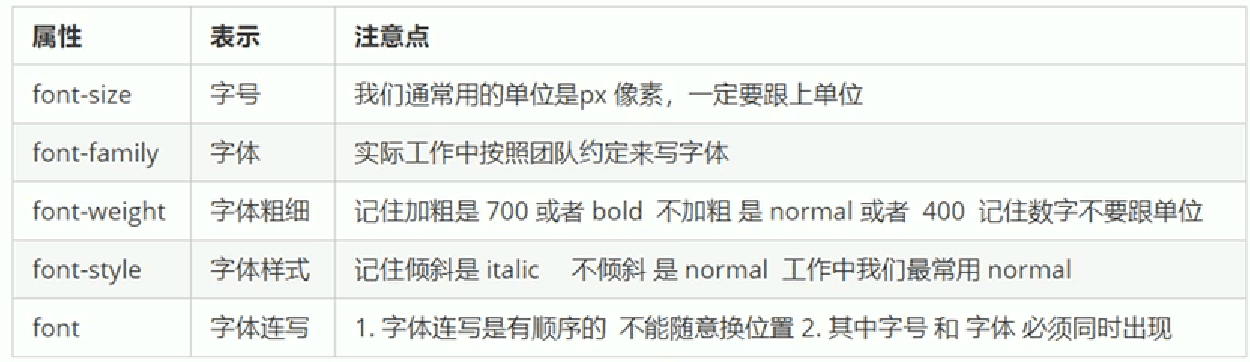 属性 表示 注意点
font-size 字号 我们通常用的单位是px 像素，一定要跟上单位
font-family 字体 实际工作中按照团队约定来写字体
font-weight 字体粗细 记住加粗是 700 或者 bold 不加粗 是 normal 或者 400 记住数字不要跟单位
font-style 字体样式 记住倾斜是 italic 不倾斜 是 normal 工作中我们最常用 normal
font 字体连写 1. 字体连写是有顺序的 不能随意换位置 2. 其中字号 和 字体 必须同时出现